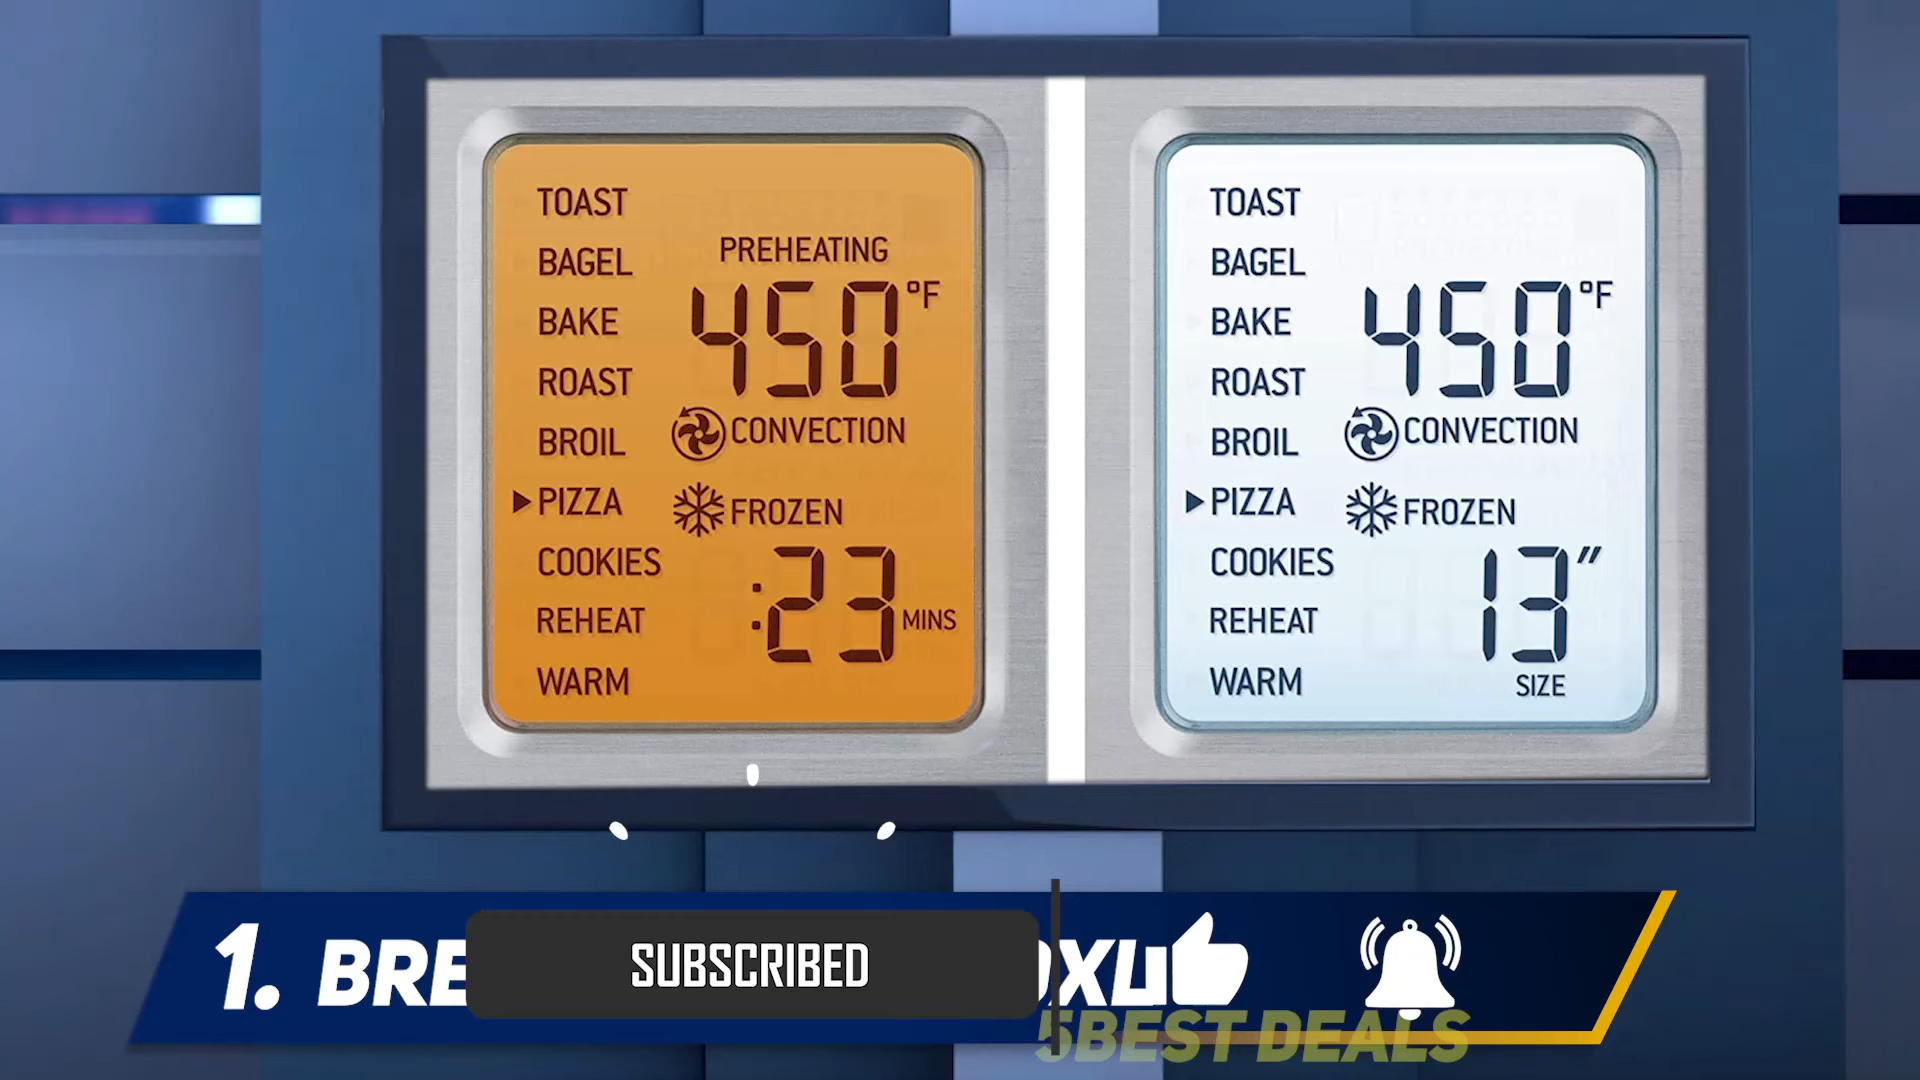 TOAST
BAGEL
BAKE
ROAST
BROIL
PIZZA
COOKIES
REHEAT
WARM
PREHEATING
450°F
CONVECTION
FROZEN
:23 MINS
TOAST
BAGEL
BAKE
ROAST
BROIL
PIZZA
COOKIES
REHEAT
WARM
450°F
CONVECTION
FROZEN
13″
SIZE
1. BRE
SUBSCRIBED
5BEST DEALS